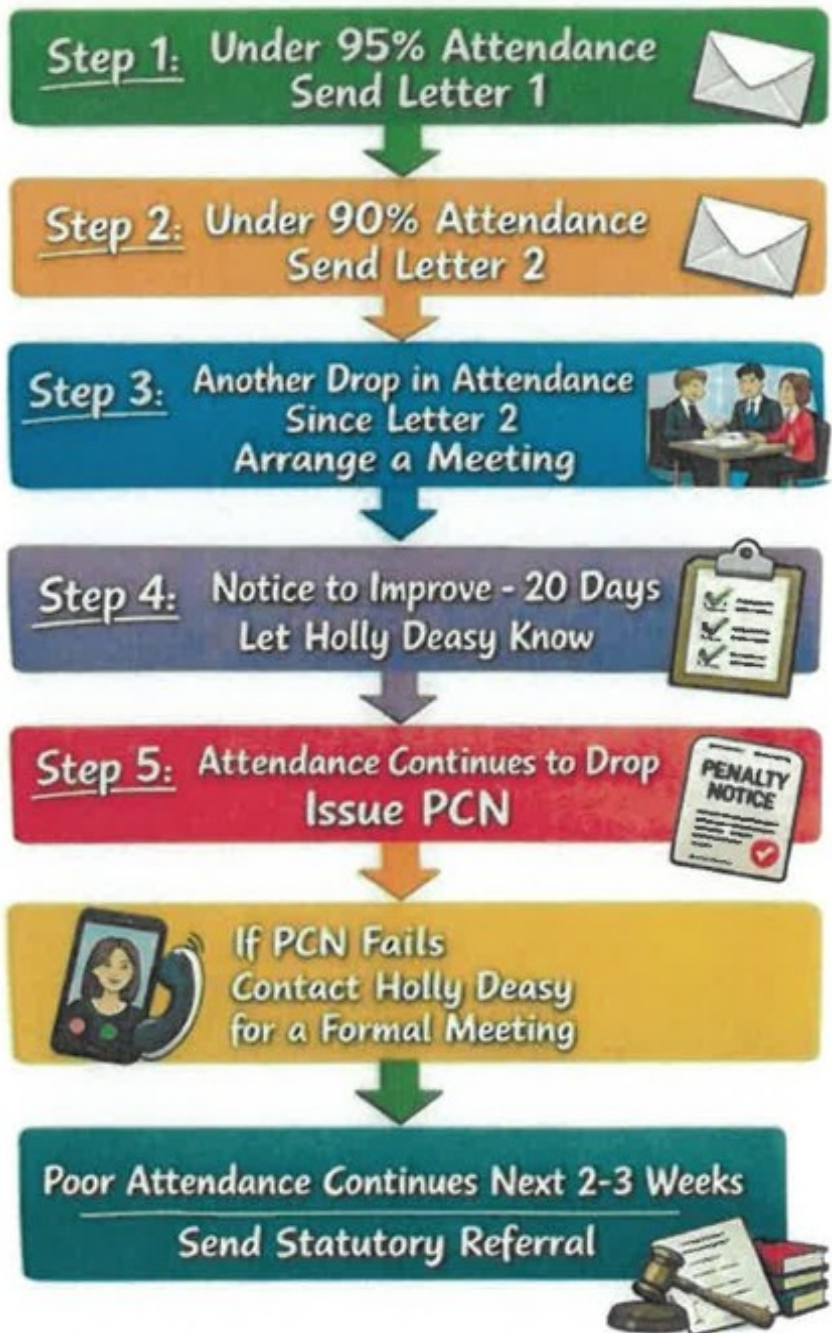 Step 1: Under 95% Attendance
Send Letter 1
Step 2: Under 90% Attendance
Send Letter 2
Step 3: Another Drop in Attendance
Since Letter 2
Arrange a Meeting
Step 4: Notice to Improve - 20 Days
Let Holly Deasy Know
Step 5: Attendance Continues to Drop
Issue PCN
PENALTY
NOTICE
If PCN Fails
Contact Holly Deasy
for a Formal Meeting
Poor Attendance Continues Next 2-3 Weeks
Send Statutory Referral